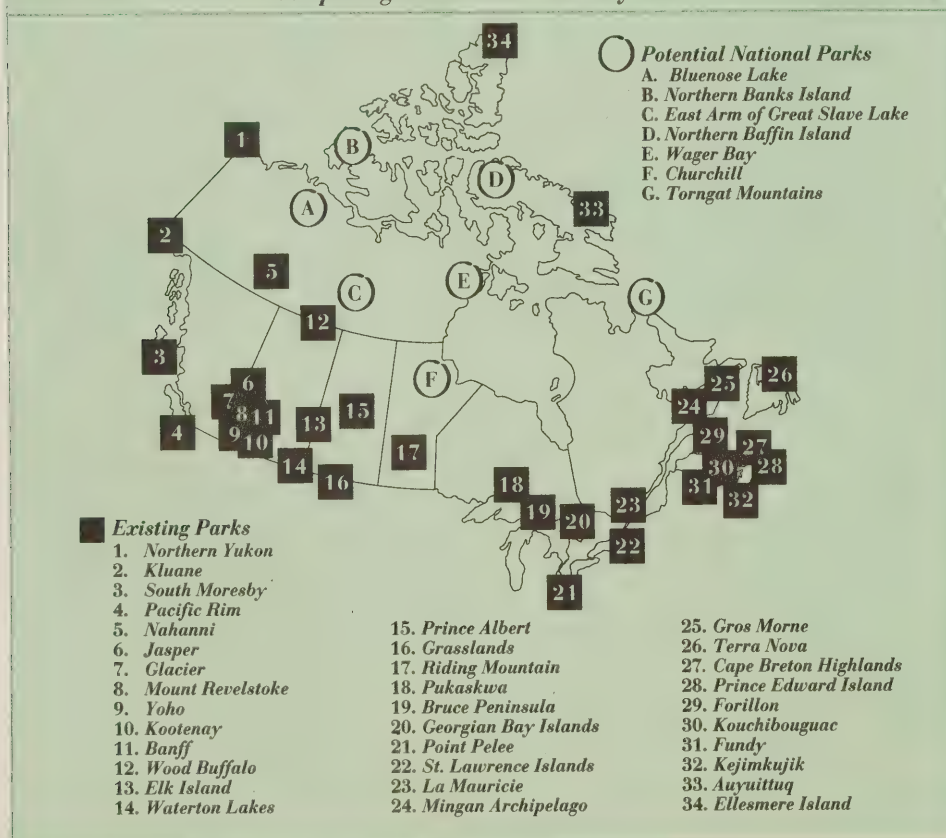 34
Potential National Parks
A. Bluenose Lake
B. Northern Banks Island
C. East Arm of Great Slave Lake
D. Northern Baffin Island
E. Wager Bay
F. Churchill
G. Torngat Mountains
1
B
D
A
33
2
5
C
E
G
12
3
6
F
25
26
7
8
11
15
24
4
9
10
13
29
27
14
17
30
28
16
18
31
32
19
20
23
22
21
Existing Parks
1. Northern Yukon
2. Kluane
3. South Moresby
4. Pacific Rim
5. Nahanni
6. Jasper
7. Glacier
8. Mount Revelstoke
9. Yoho
10. Kootenay
11. Banff
12. Wood Buffalo
13. Elk Island
14. Waterton Lakes
15. Prince Albert
16. Grasslands
17. Riding Mountain
18. Pukaskwa
19. Bruce Peninsula
20. Georgian Bay Islands
21. Point Pelee
22. St. Lawrence Islands
23. La Mauricie
24. Mingan Archipelago
25. Gros Morne
26. Terra Nova
27. Cape Breton Highlands
28. Prince Edward Island
29. Forillon
30. Kouchibouguac
31. Fundy
32. Kejimkujik
33. Auyuittuq
34. Ellesmere Island